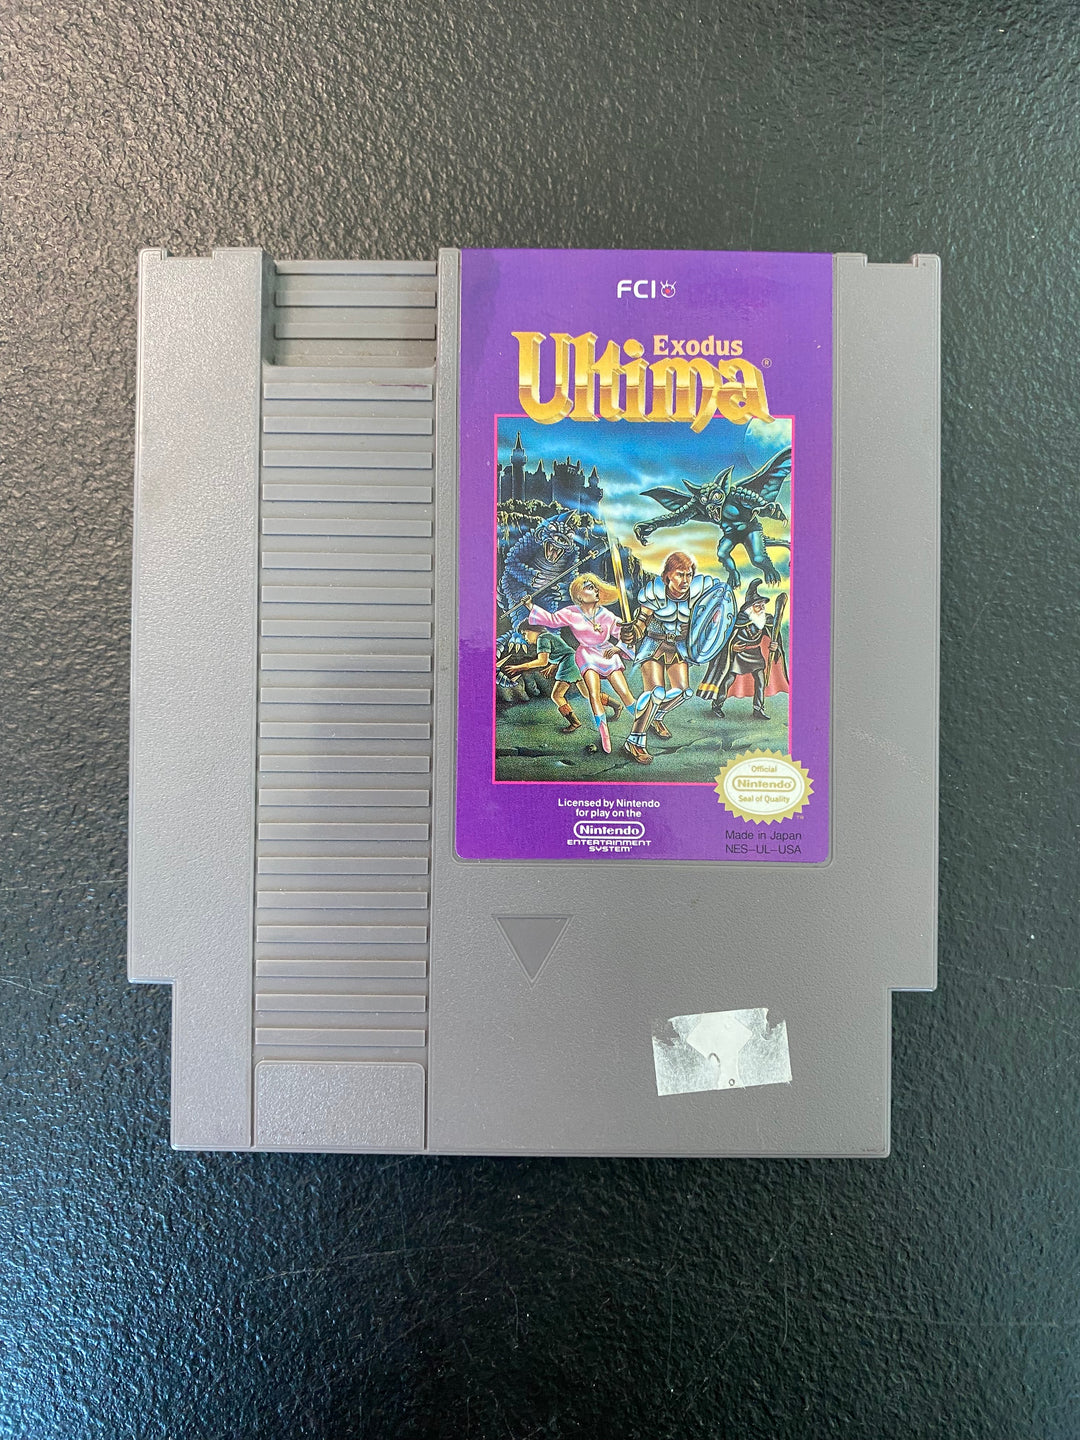 FCI
Exodus
Ultima®
Official
Nintendo®
Seal of Quality
TM
Licensed by Nintendo
for play on the
Nintendo®
ENTERTAINMENT
SYSTEM®
Made in Japan
NES-UL-USA